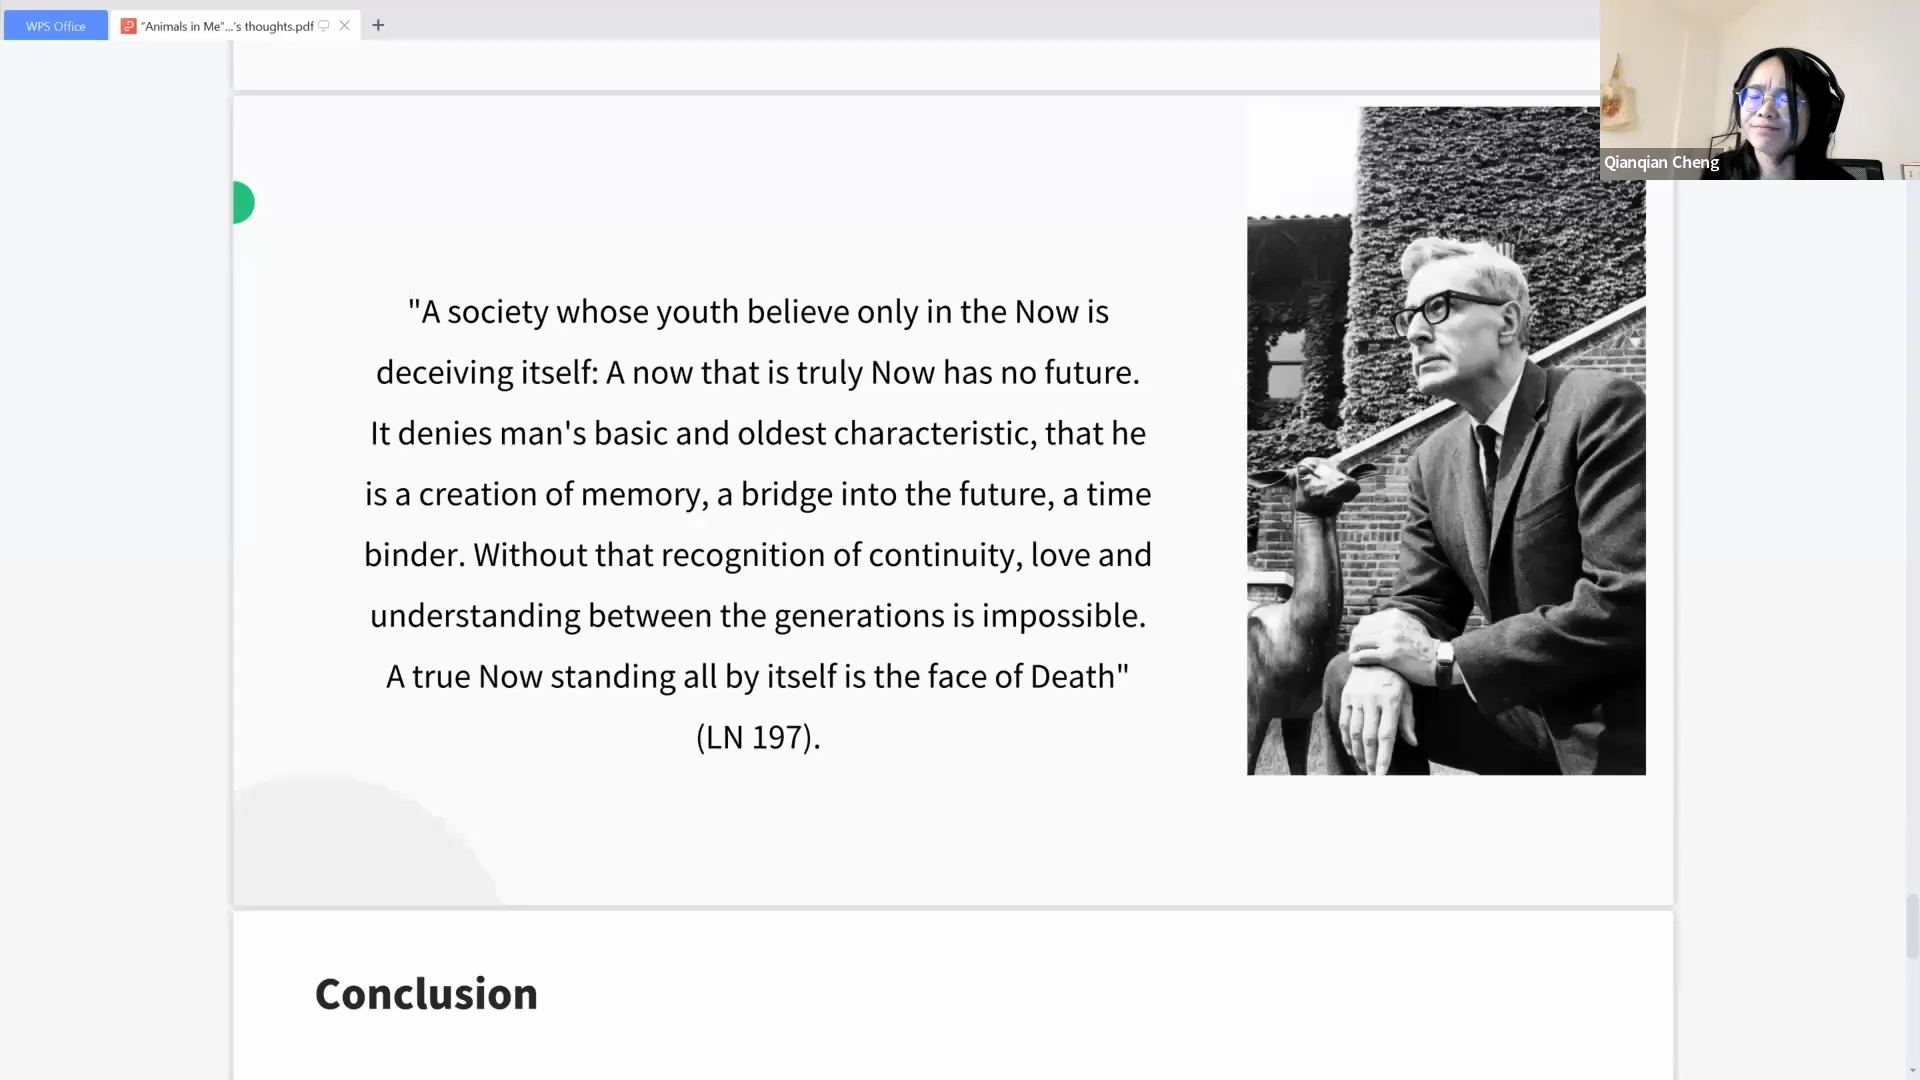 WPS Office
"Animals in Me"...'s thoughts.pdf
Qianqian Cheng
"A society whose youth believe only in the Now is
deceiving itself: A now that is truly Now has no future.
It denies man's basic and oldest characteristic, that he
is a creation of memory, a bridge into the future, a time
binder. Without that recognition of continuity, love and
understanding between the generations is impossible.
A true Now standing all by itself is the face of Death"
(LN 197).
Conclusion